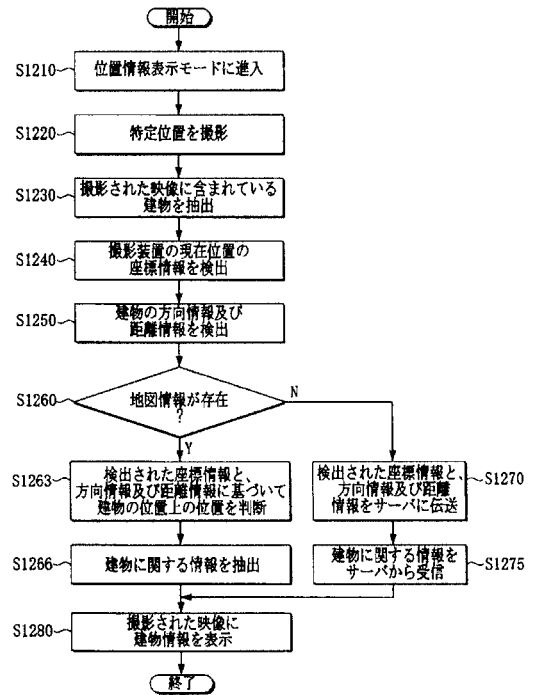 開始
S1210
位置情報表示モードに進入
S1220
特定位置を撮影
S1230
撮影された映像に含まれている
建物を抽出
S1240
撮影装置の現在位置の
座標情報を検出
S1250
建物の方向情報及び
距離情報を検出
S1260
地図情報が存在
?
N
Y
S1263
検出された座標情報と、
方向情報及び距離情報に基づいて
建物の位置上の位置を判断
検出された座標情報と、
方向情報及び距離
情報をサーバに伝送
S1270
S1266
建物に関する情報を抽出
建物に関する情報を
サーバから受信
S1275
S1280
撮影された映像に
建物情報を表示
終了